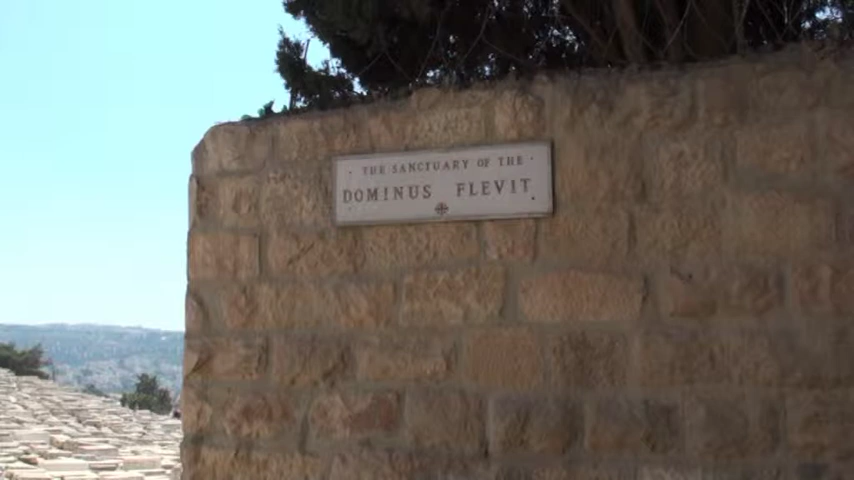 THE SANCTUARY OF THE
DOMINUS FLEVIT